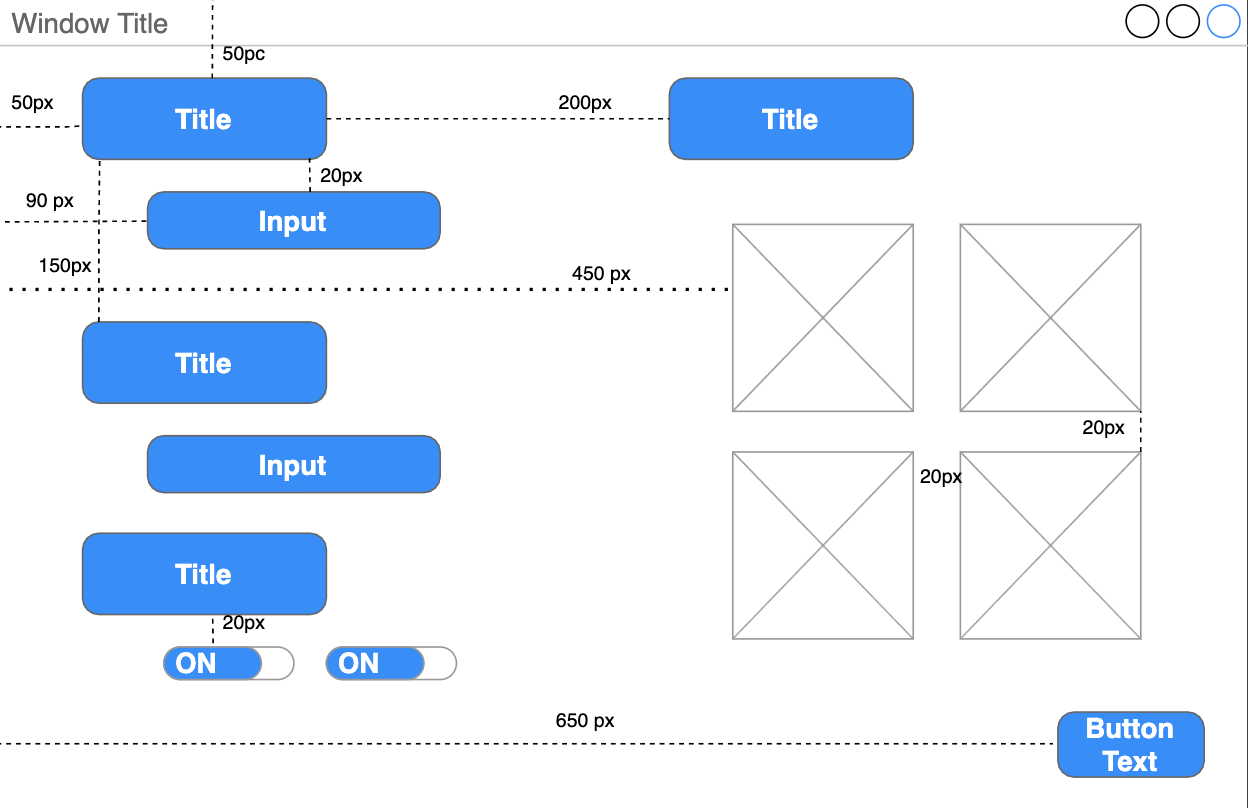 Window Title
50pc
50px
Title
200px
Title
20px
90 px
Input
150px
450 px
Title
20px
Input
20px
Title
20px
ON
ON
650 px
Button
Text